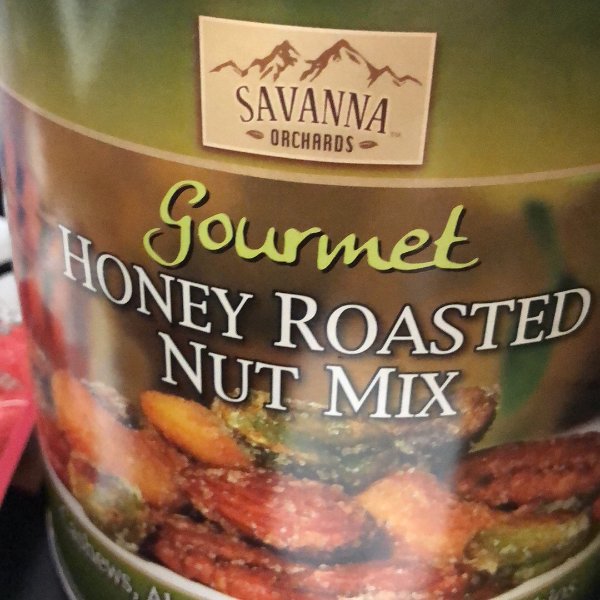 SAVANNA
ORCHARDS
Gourmet
HONEY ROASTED
NUT MIX